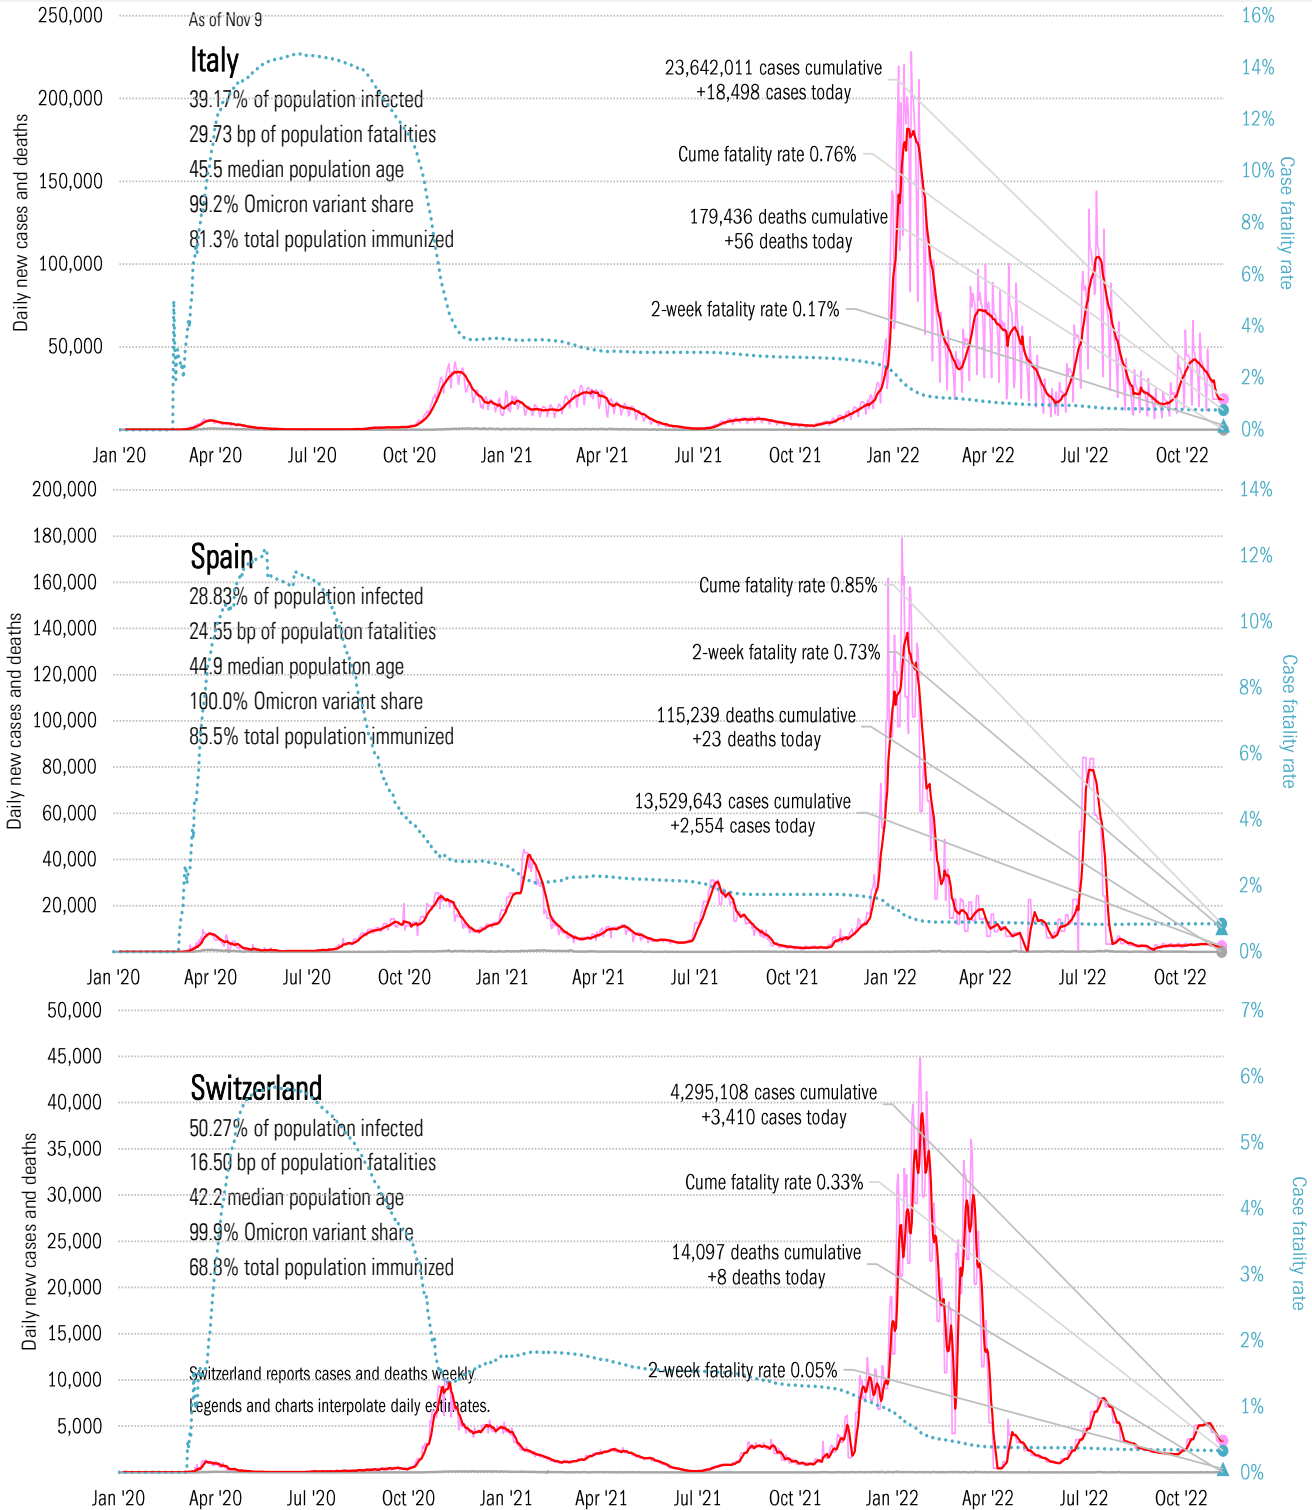 As of Nov 9
Italy
39.17% of population infected
29.73 bp of population fatalities
45.5 median population age
99.2% Omicron variant share
81.3% total population immunized
23,642,011 cases cumulative
+18,498 cases today
Cume fatality rate 0.76%
179,436 deaths cumulative
+56 deaths today
2-week fatality rate 0.17%
Daily new cases and deaths
250,000
200,000
150,000
100,000
50,000
Case fatality rate
16%
14%
12%
10%
8%
6%
4%
2%
0%
Jan '20 Apr '20 Jul '20 Oct '20 Jan '21 Apr '21 Jul '21 Oct '21 Jan '22 Apr '22 Jul '22 Oct '22
Spain
28.83% of population infected
24.55 bp of population fatalities
44.9 median population age
100.0% Omicron variant share
85.5% total population immunized
Cume fatality rate 0.85%
2-week fatality rate 0.73%
115,239 deaths cumulative
+23 deaths today
13,529,643 cases cumulative
+2,554 cases today
Daily new cases and deaths
200,000
180,000
160,000
140,000
120,000
100,000
80,000
60,000
40,000
20,000
Case fatality rate
14%
12%
10%
8%
6%
4%
2%
0%
Jan '20 Apr '20 Jul '20 Oct '20 Jan '21 Apr '21 Jul '21 Oct '21 Jan '22 Apr '22 Jul '22 Oct '22
Switzerland
50.27% of population infected
16.50 bp of population fatalities
42.2 median population age
99.9% Omicron variant share
68.8% total population immunized
Switzerland reports cases and deaths weekly
Legends and charts interpolate daily estimates.
4,295,108 cases cumulative
+3,410 cases today
Cume fatality rate 0.33%
14,097 deaths cumulative
+8 deaths today
2-week fatality rate 0.05%
Daily new cases and deaths
50,000
45,000
40,000
35,000
30,000
25,000
20,000
15,000
10,000
5,000
Case fatality rate
7%
6%
5%
4%
3%
2%
1%
0%
Jan '20 Apr '20 Jul '20 Oct '20 Jan '21 Apr '21 Jul '21 Oct '21 Jan '22 Apr '22 Jul '22 Oct '22